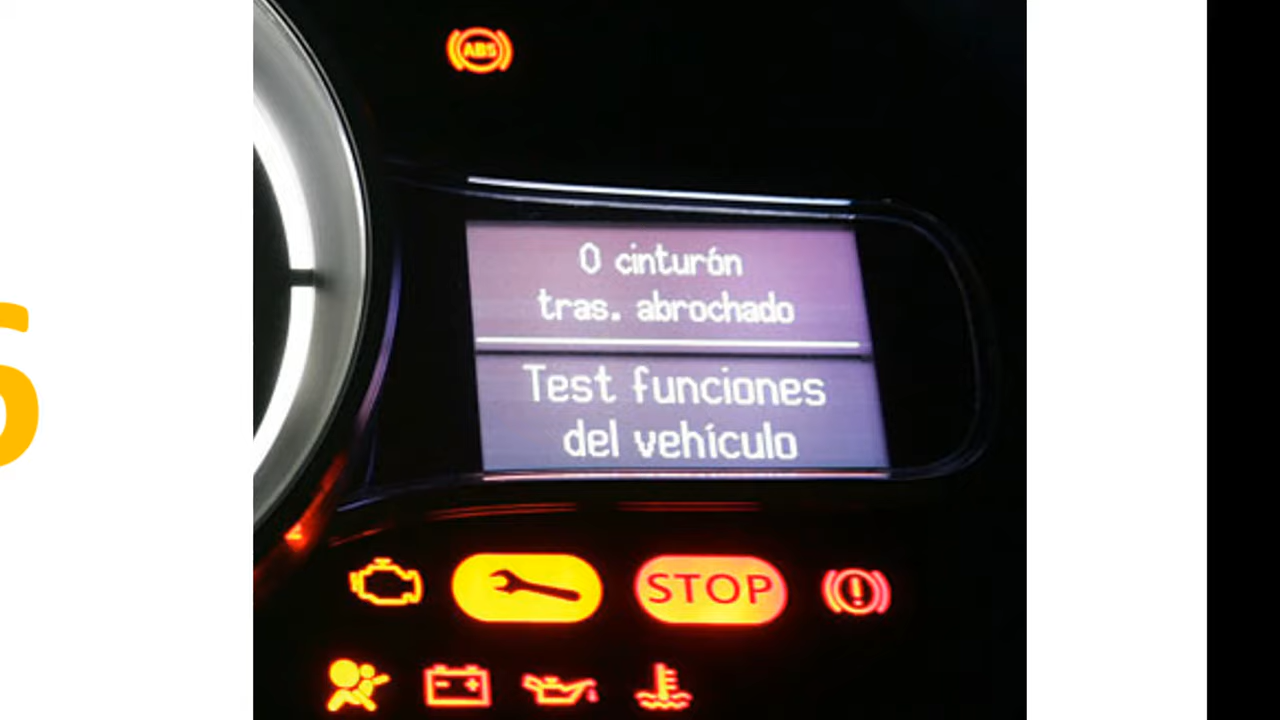 ABS
0 cinturón
tras. abrochado
Test funciones
del vehículo
STOP